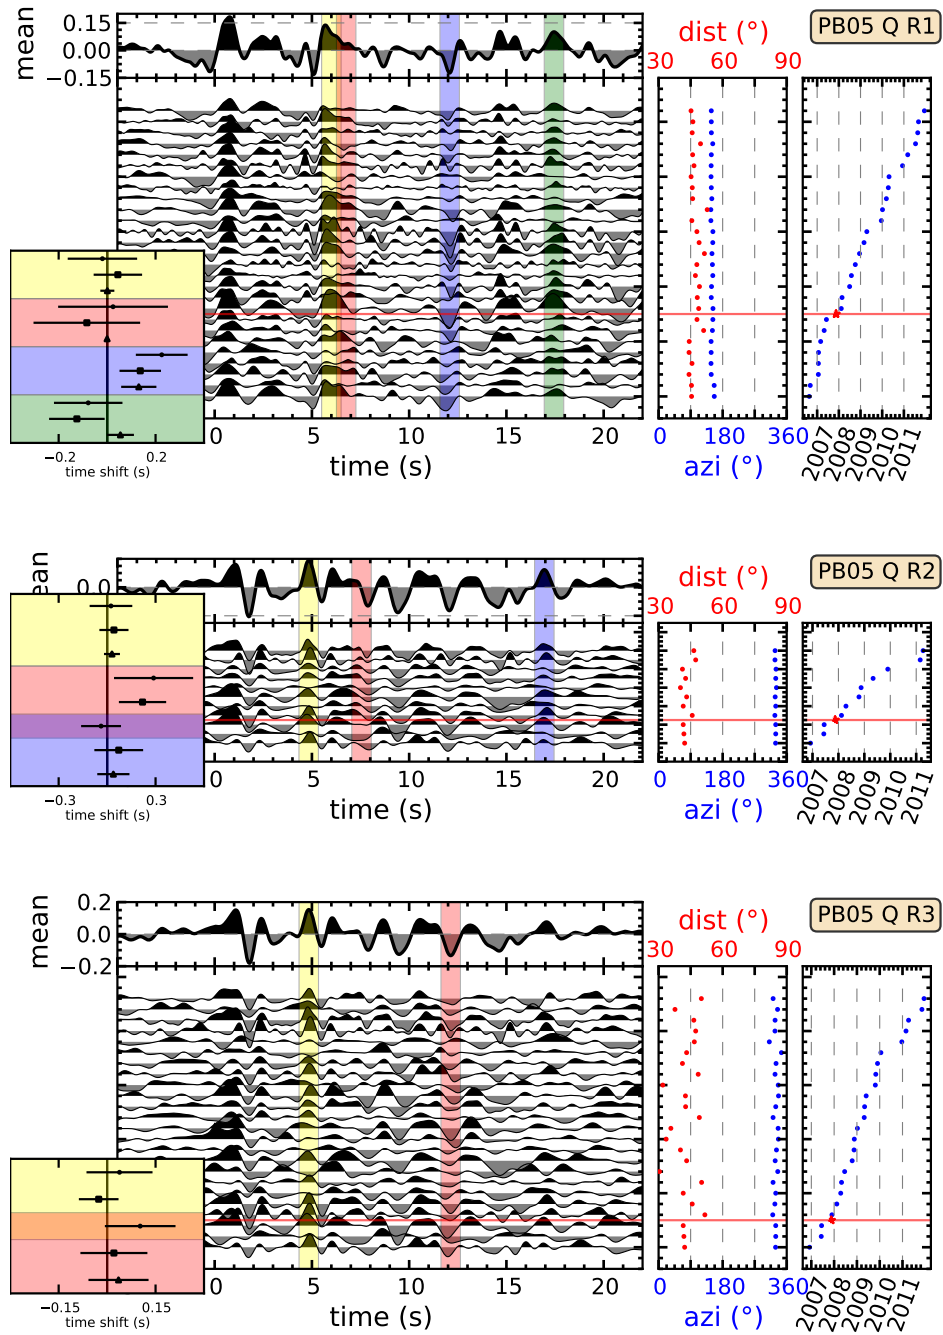 PB05 Q R1
mean
0.15
0.00
−0.15
dist (°)
30 60 90
−0.2 0.2
time shift (s)
0 5 10 15 20
time (s)
0 180 360
azi (°)
2007 2008 2009 2010 2011
PB05 Q R2
ean
0.0
dist (°)
30 60 90
−0.3 0.3
time shift (s)
0 5 10 15 20
time (s)
0 180 360
azi (°)
2007 2008 2009 2010 2011
PB05 Q R3
mean
0.2
0.0
−0.2
dist (°)
30 60 90
−0.15 0.15
time shift (s)
0 5 10 15 20
time (s)
0 180 360
azi (°)
2007 2008 2009 2010 2011